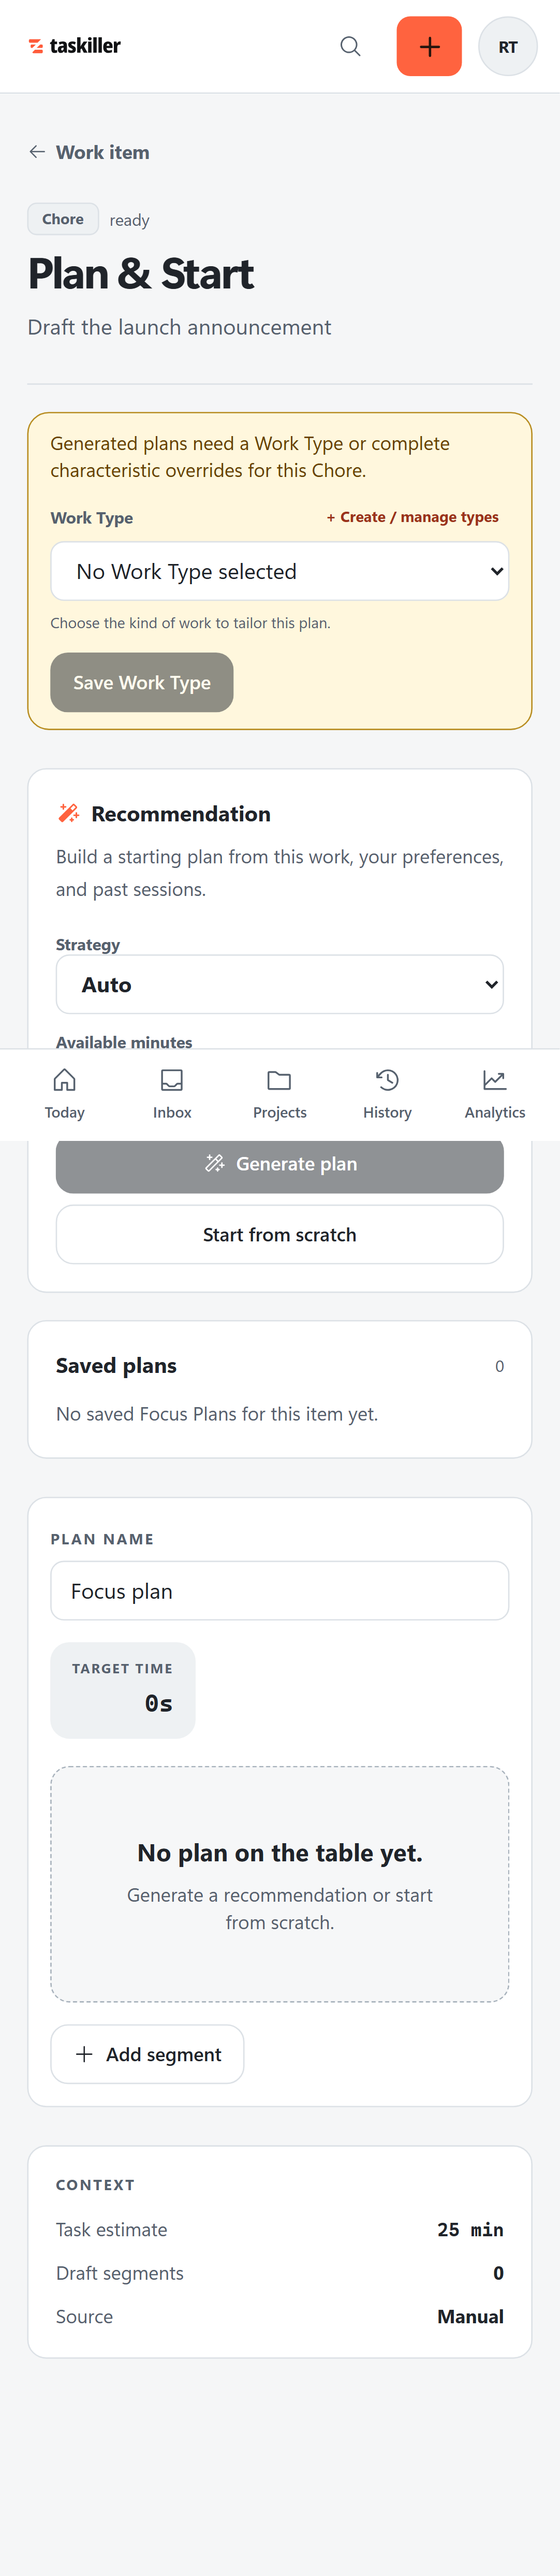 taskiller
RT
Work item
Chore
ready
Plan & Start
Draft the launch announcement
Generated plans need a Work Type or complete
characteristic overrides for this Chore.
Work Type
+ Create / manage types
No Work Type selected
Choose the kind of work to tailor this plan.
Save Work Type
Recommendation
Build a starting plan from this work, your preferences,
and past sessions.
Strategy
Auto
Available minutes
Today
Inbox
Projects
History
Analytics
Generate plan
Start from scratch
Saved plans
0
No saved Focus Plans for this item yet.
PLAN NAME
Focus plan
TARGET TIME
0s
No plan on the table yet.
Generate a recommendation or start
from scratch.
+ Add segment
CONTEXT
Task estimate
25 min
Draft segments
0
Source
Manual